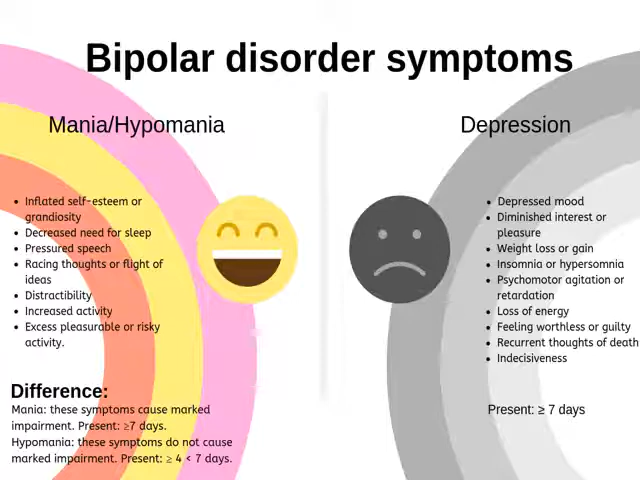 Bipolar disorder symptoms
Mania/Hypomania
• Inflated self-esteem or
grandiosity
• Decreased need for sleep
• Pressured speech
• Racing thoughts or flight of
ideas
• Distractibility
• Increased activity
• Excess pleasurable or risky
activity.
Difference:
Mania: these symptoms cause marked
impairment. Present: ≥7 days.
Hypomania: these symptoms do not cause
marked impairment. Present: ≥ 4 < 7 days.
Depression
• Depressed mood
• Diminished interest or
pleasure
• Weight loss or gain
• Insomnia or hypersomnia
• Psychomotor agitation or
retardation
• Loss of energy
• Feeling worthless or guilty
• Recurrent thoughts of death
• Indecisiveness
Present: ≥ 7 days